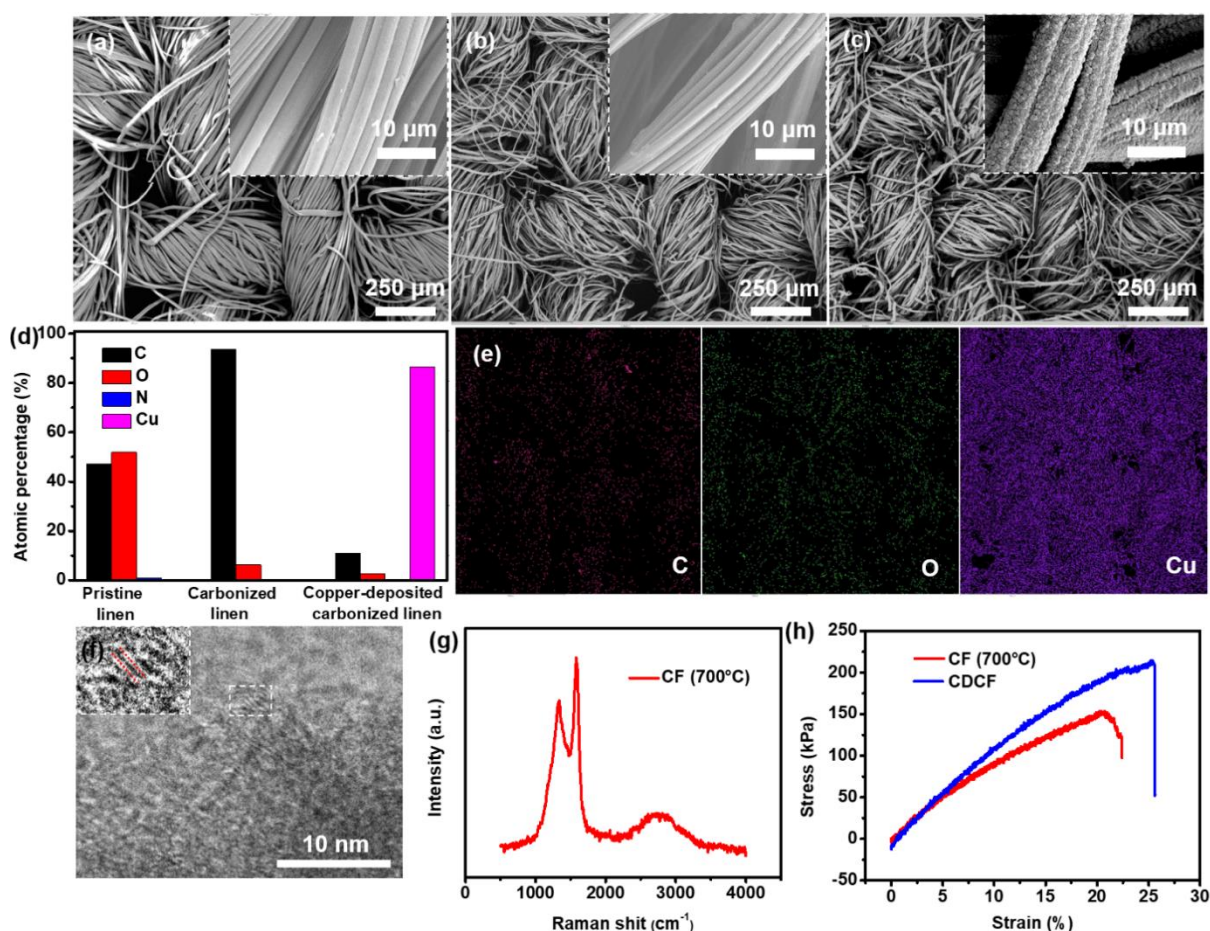 (a)
10 µm
250 µm
(b)
10 µm
250 µm
(c)
10 µm
250 µm
(d)
100
80
60
40
20
0
Atomic percentage (%)
C
O
N
Cu
Pristine
linen
Carbonized
linen
Copper-deposited
carbonized linen
(e)
C
O
Cu
(f)
10 nm
(g)
CF (700°C)
Intensity (a.u.)
1000
2000
3000
4000
Raman shit (cm⁻¹)
(h)
250
200
150
100
50
0
-50
CF (700°C)
CDCF
Stress (kPa)
0
5
10
15
20
25
30
Strain (%)